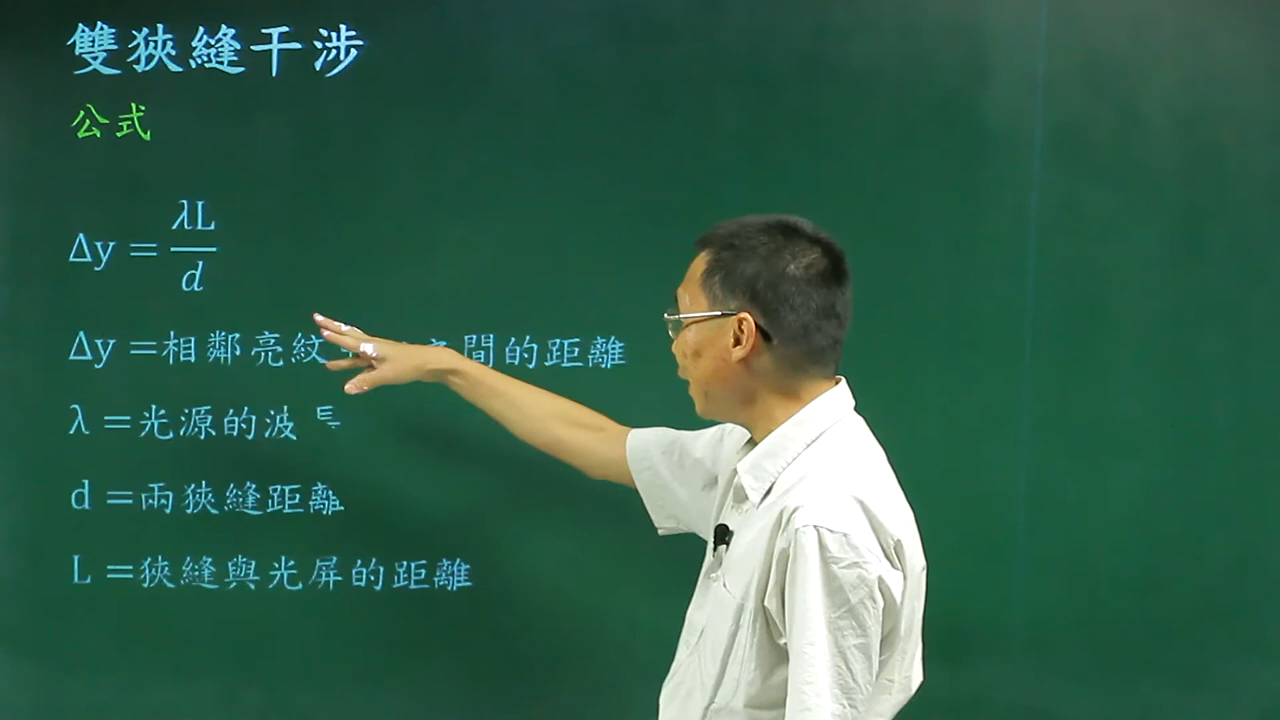 雙狹縫干涉
公式
Δy = λL/d
Δy =相鄰亮紋間的距離
λ =光源的波
d =兩狹縫距離
L =狹縫與光屏的距離